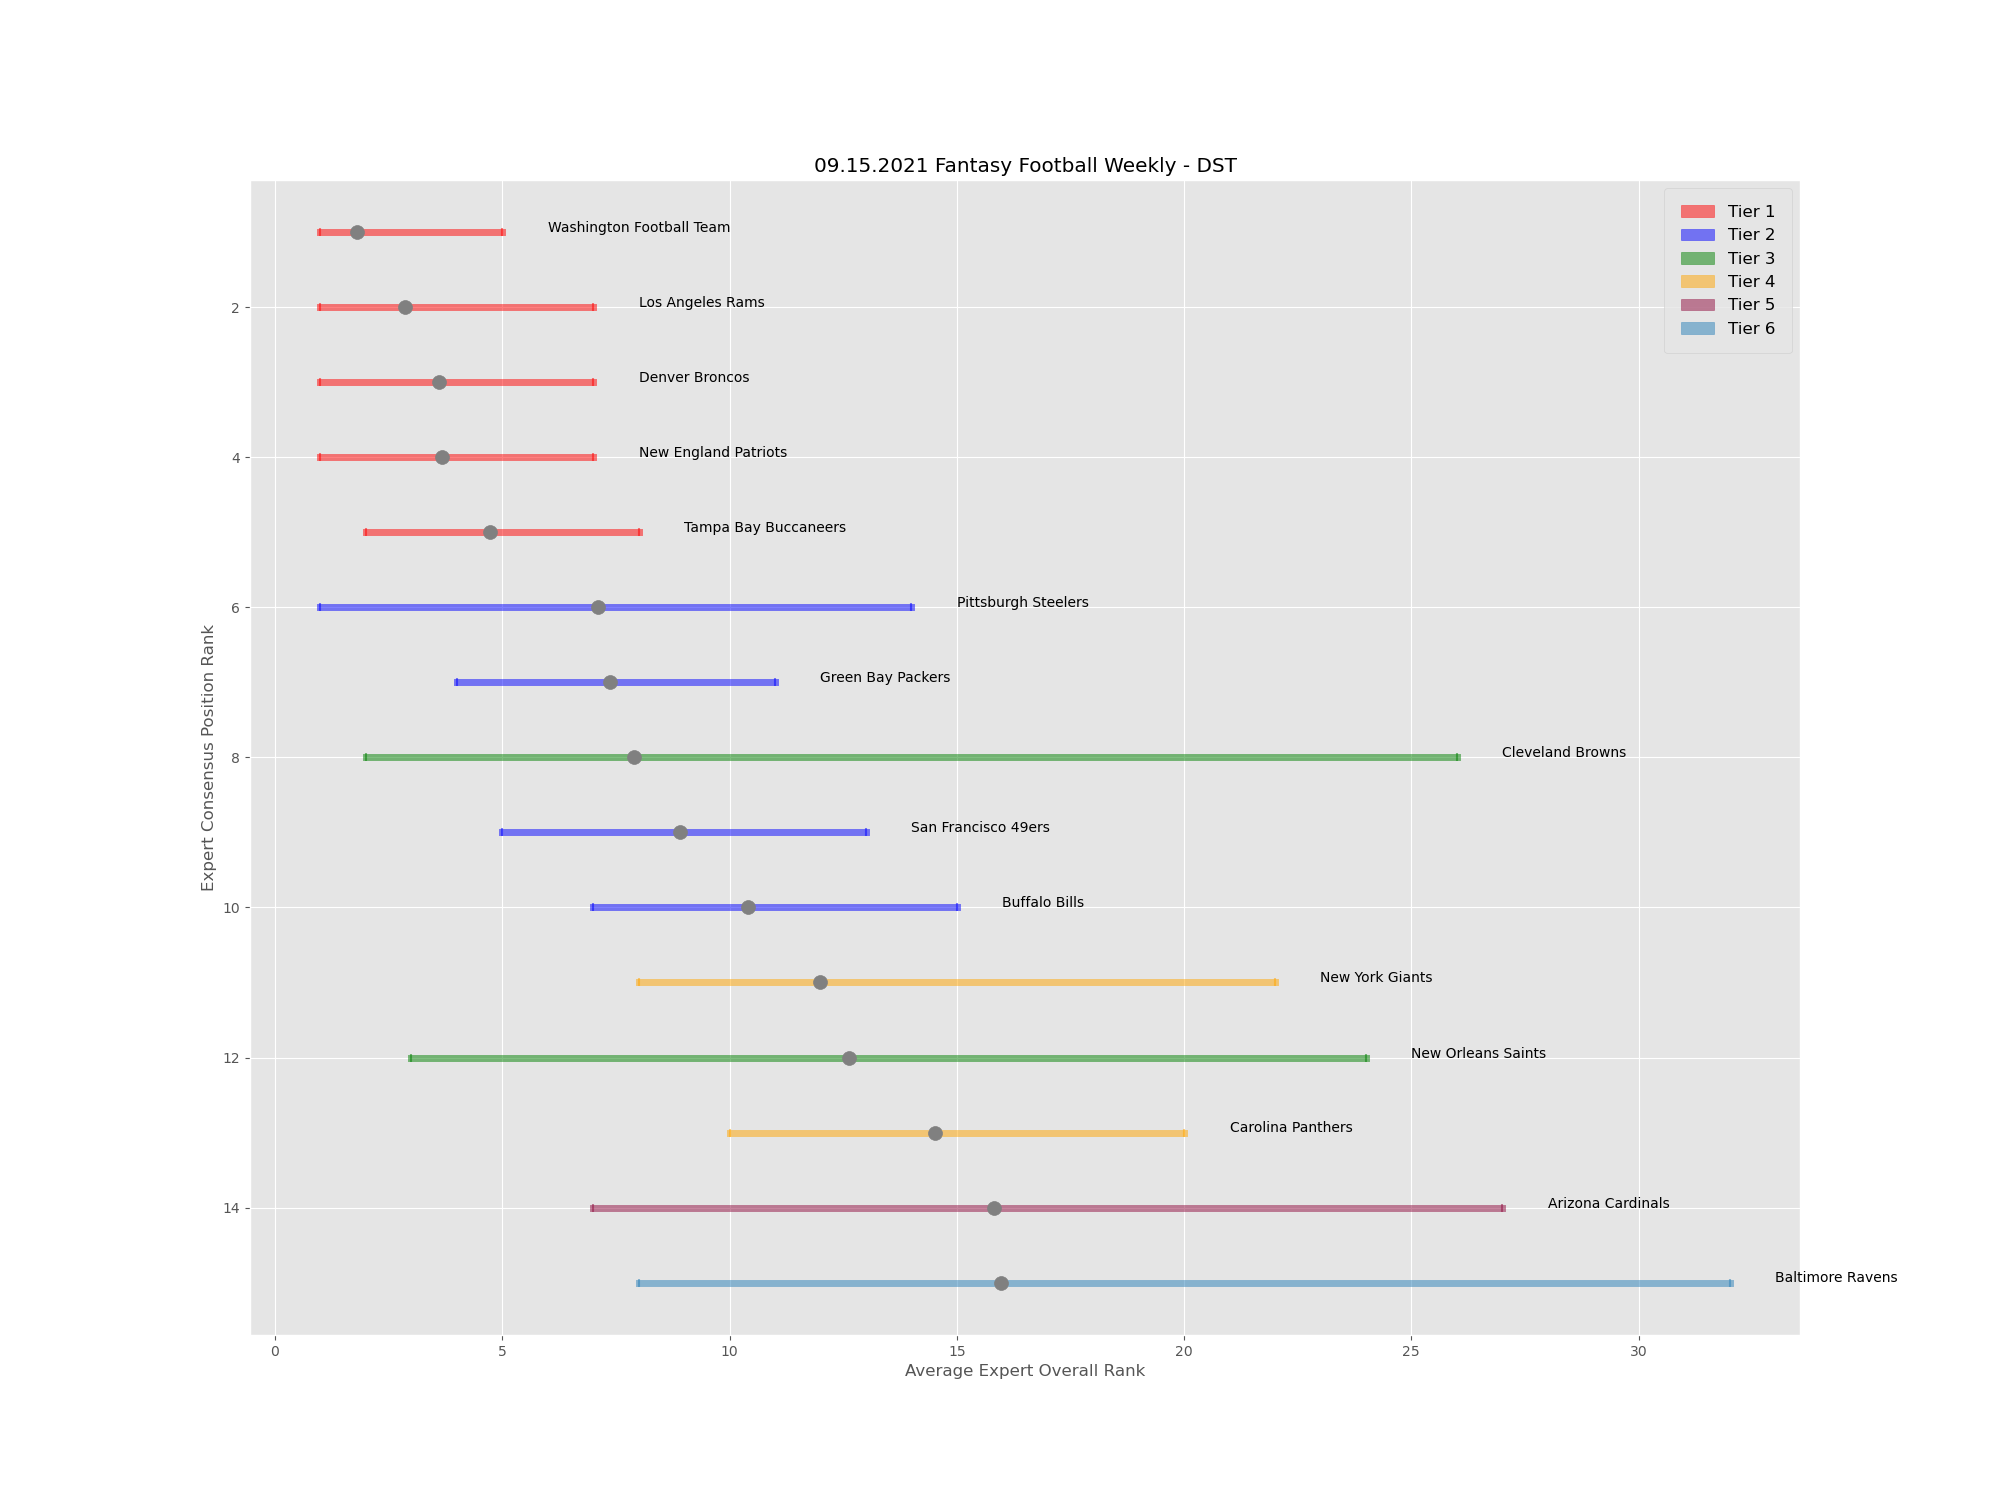 09.15.2021 Fantasy Football Weekly - DST
Tier 1
Tier 2
Tier 3
Tier 4
Tier 5
Tier 6
Washington Football Team
Los Angeles Rams
Denver Broncos
New England Patriots
Tampa Bay Buccaneers
Pittsburgh Steelers
Green Bay Packers
Cleveland Browns
San Francisco 49ers
Buffalo Bills
New York Giants
New Orleans Saints
Carolina Panthers
Arizona Cardinals
Baltimore Ravens
2
4
6
8
10
12
14
Expert Consensus Position Rank
0 5 10 15 20 25 30
Average Expert Overall Rank